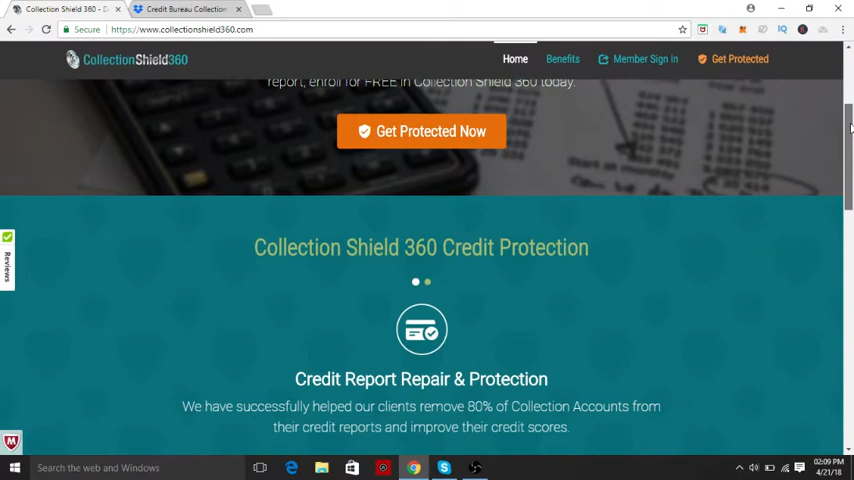 Collection Shield 360 - D
Credit Bureau Collection
Secure
https://www.collectionshield360.com
CollectionShield360
Home
Benefits
Member Sign In
Get Protected
report, enroll for FREE in Collection Shield 360 today.
Get Protected Now
Start on monthly
Reviews
Collection Shield 360 Credit Protection
Credit Report Repair & Protection
We have successfully helped our clients remove 80% of Collection Accounts from
their credit reports and improve their credit scores.
Search the web and Windows
02:09 PM
4/21/18